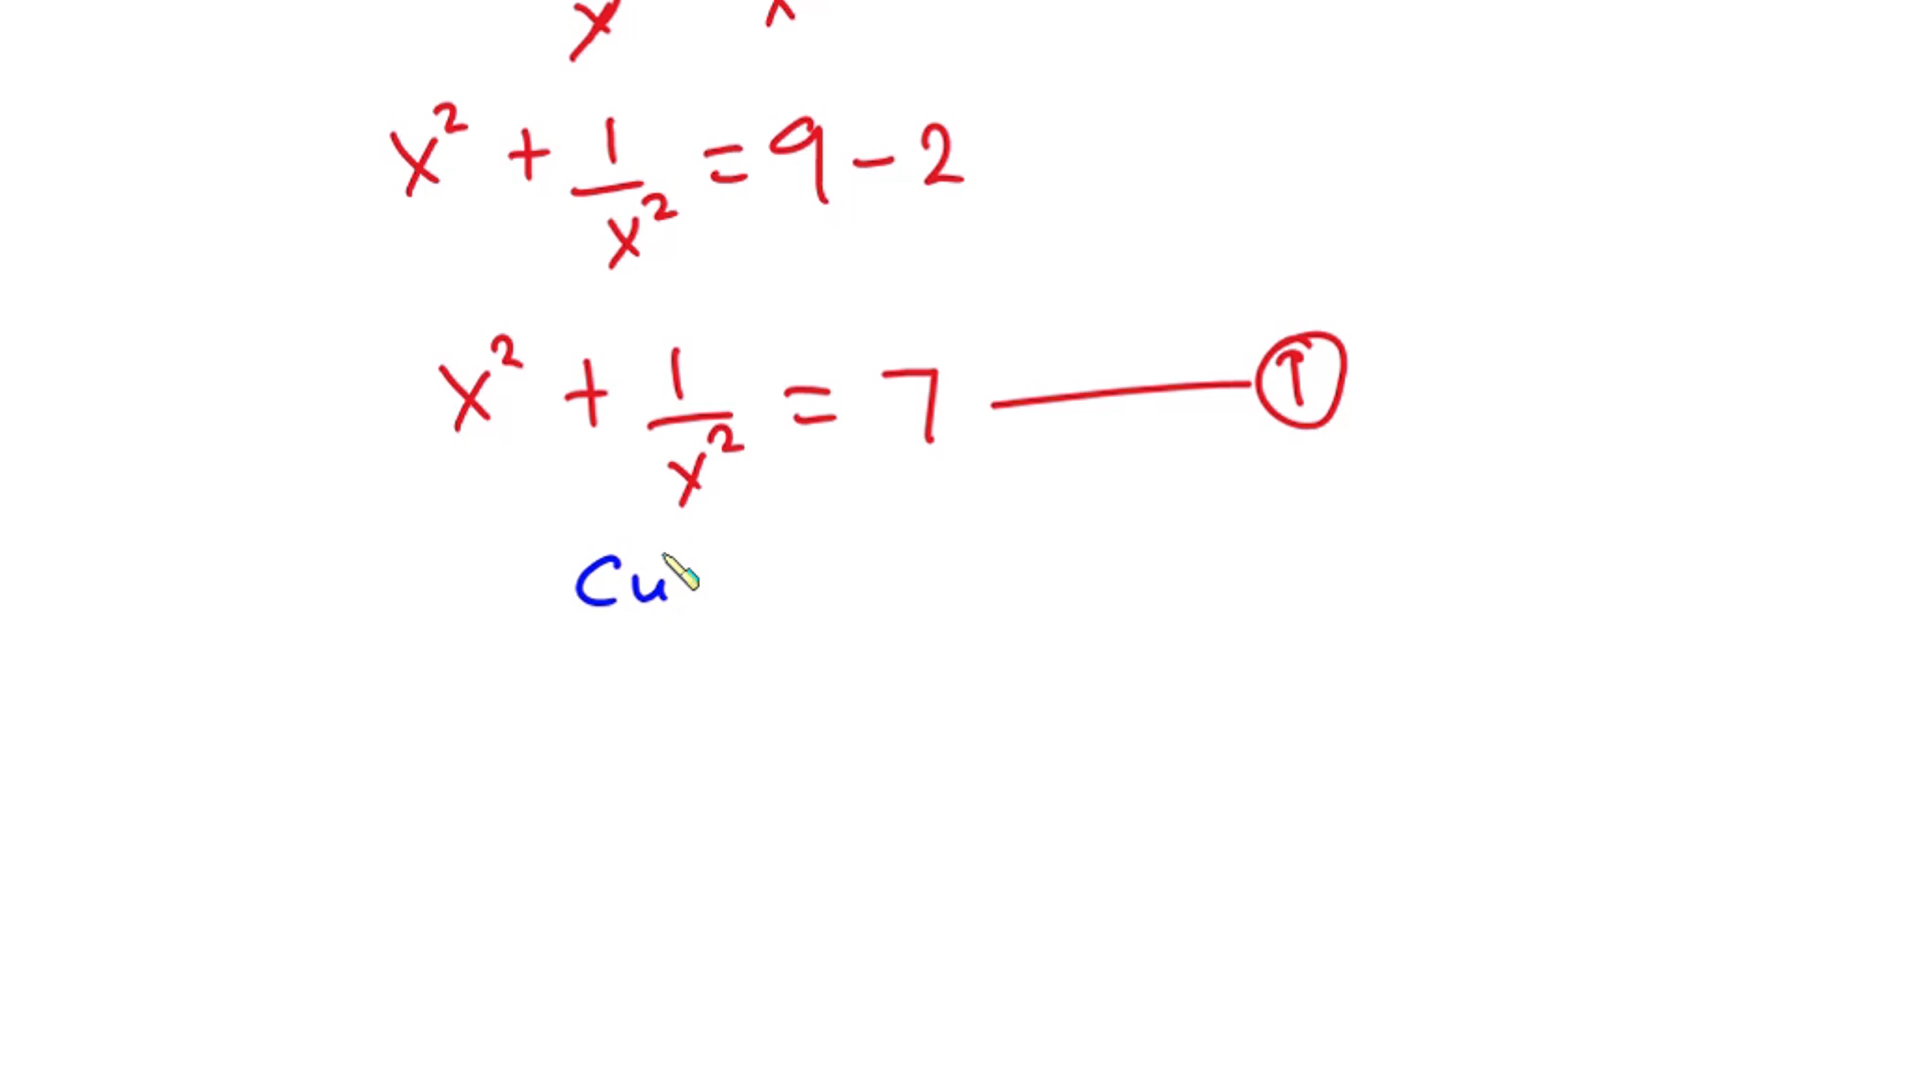 x x
x² + 1/x² = 9 - 2
x² + 1/x² = 7 ——— (1)
Cu